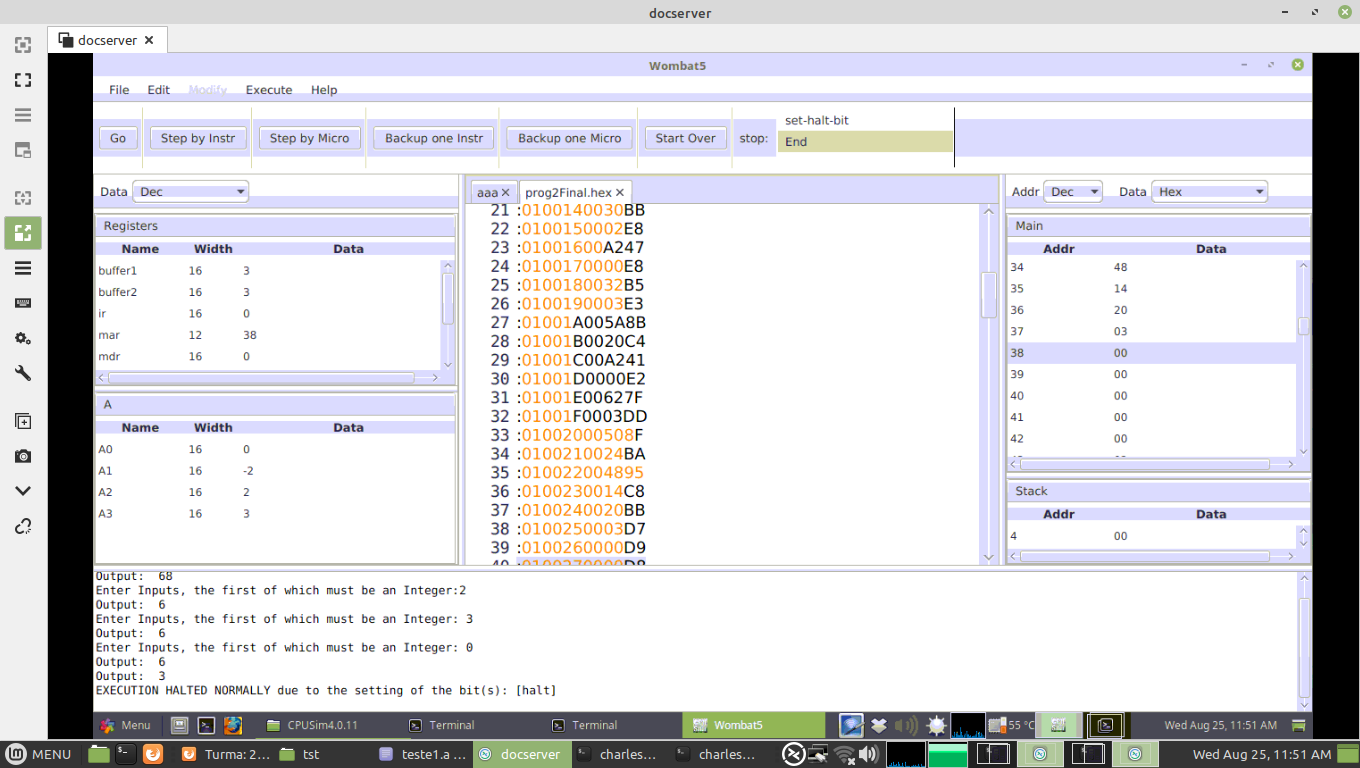 docserver
docserver
Wombat5
File Edit Modify Execute Help
Go Step by Instr Step by Micro Backup one Instr Backup one Micro Start Over stop: set-halt-bit
End
Data Dec
Registers
Name Width Data
buffer1 16 3
buffer2 16 3
ir 16 0
mar 12 38
mdr 16 0
A
Name Width Data
A0 16 0
A1 16 -2
A2 16 2
A3 16 3
aaa prog2Final.hex
21 :0100140030BB
22 :0100150002E8
23 :01001600A247
24 :0100170000E8
25 :0100180032B5
26 :0100190003E3
27 :01001A005A8B
28 :01001B0020C4
29 :01001C00A241
30 :01001D0000E2
31 :01001E00627F
32 :01001F0003DD
33 :01002000508F
34 :0100210024BA
35 :010022004895
36 :0100230014C8
37 :0100240020BB
38 :0100250003D7
39 :0100260000D9
40 :0100270000D8
Addr Dec Data Hex
Main
Addr Data
34 48
35 14
36 20
37 03
38 00
39 00
40 00
41 00
42 00
Stack
Addr Data
4 00
Output: 68
Enter Inputs, the first of which must be an Integer:2
Output: 6
Enter Inputs, the first of which must be an Integer: 3
Output: 6
Enter Inputs, the first of which must be an Integer: 0
Output: 6
Output: 3
EXECUTION HALTED NORMALLY due to the setting of the bit(s): [halt]
Menu CPUSim4.0.11 Terminal Terminal Wombat5 55 °C Wed Aug 25, 11:51 AM
MENU Turma: 2... tst teste1.a ... docserver charles... charles... Wed Aug 25, 11:51 AM